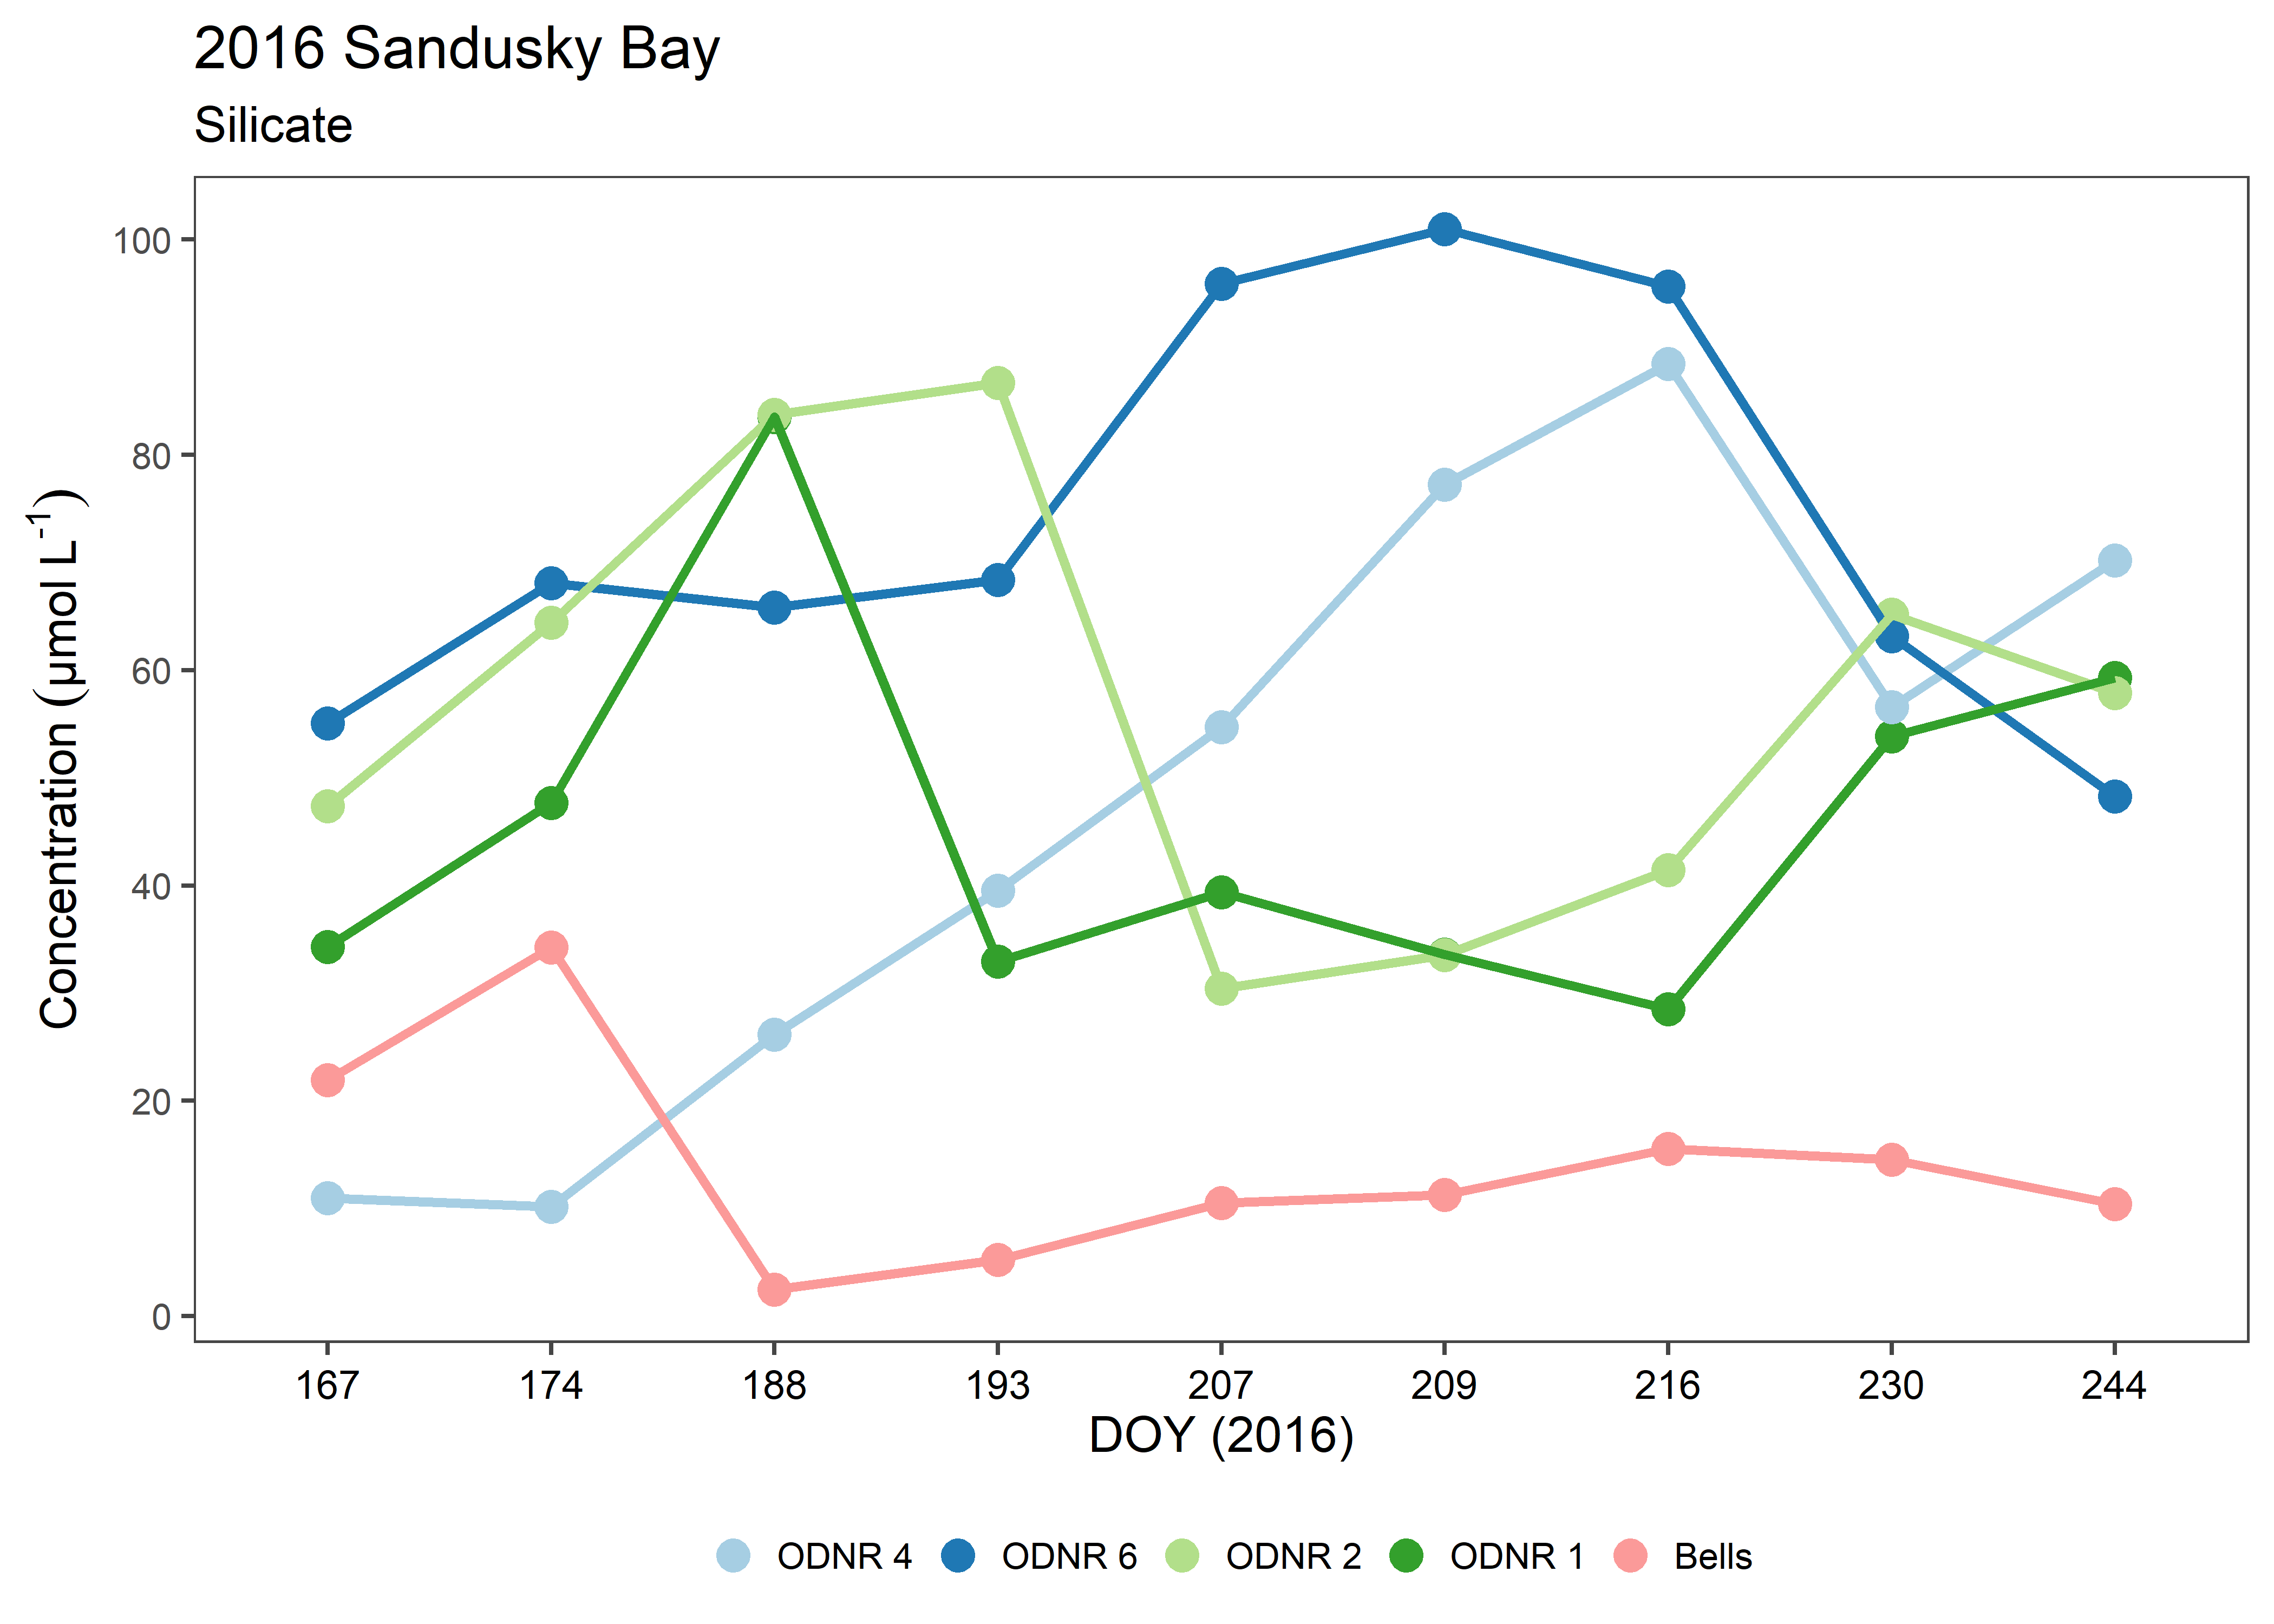 2016 Sandusky Bay
Silicate
Concentration (µmol L⁻¹)
100
80
60
40
20
0
167 174 188 193 207 209 216 230 244
DOY (2016)
ODNR 4 ODNR 6 ODNR 2 ODNR 1 Bells